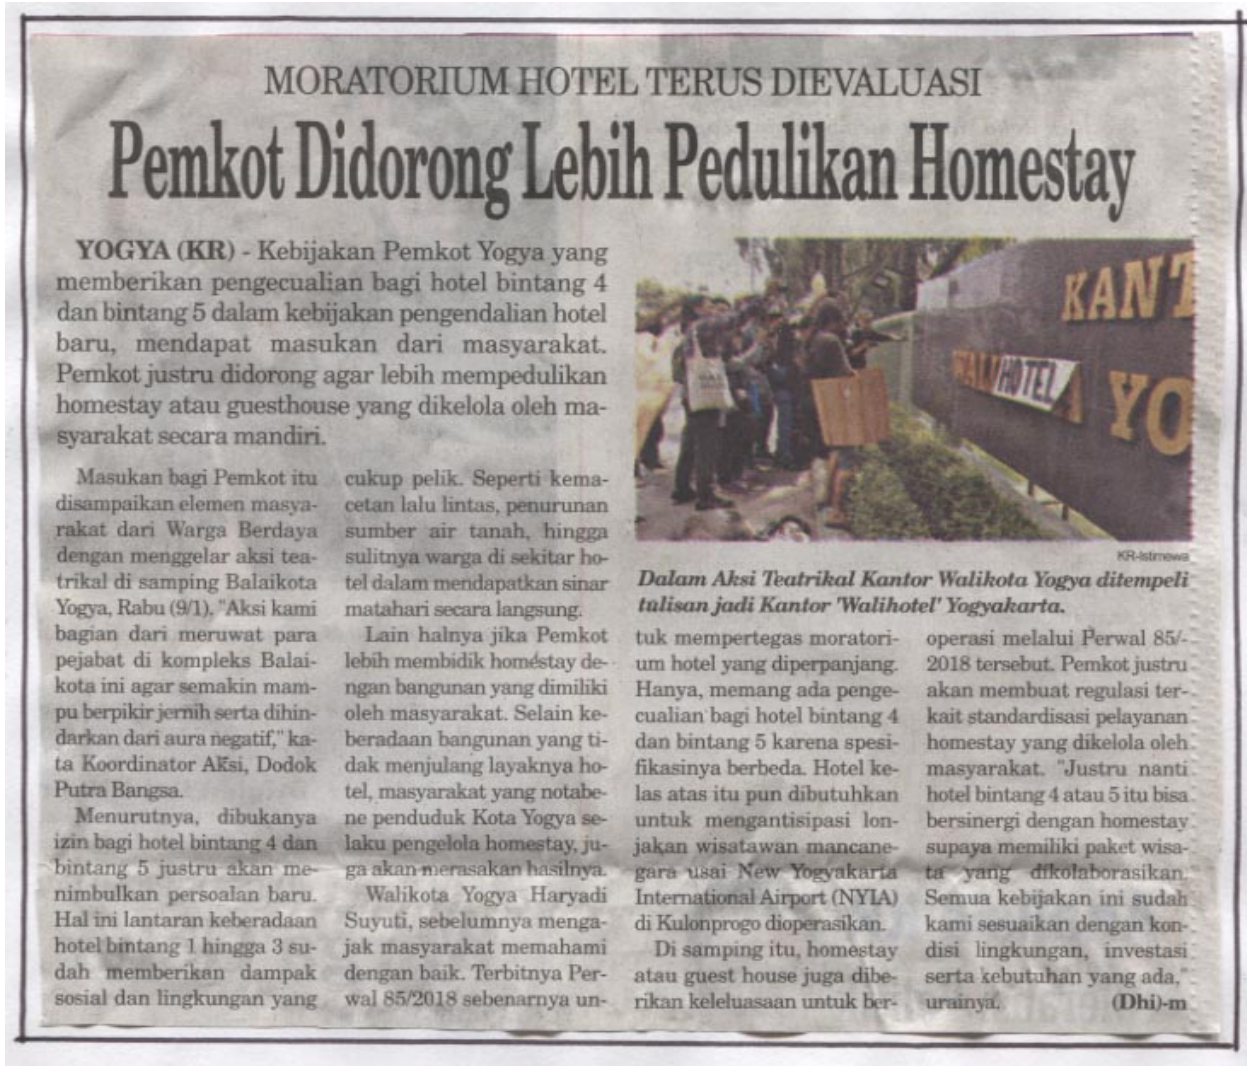 MORATORIUM HOTEL TERUS DIEVALUASI
Pemkot Didorong Lebih Pedulikan Homestay
YOGYA (KR) - Kebijakan Pemkot Yogya yang
memberikan pengecualian bagi hotel bintang 4
dan bintang 5 dalam kebijakan pengendalian hotel
baru, mendapat masukan dari masyarakat.
Pemkot justru didorong agar lebih mempedulikan
homestay atau guesthouse yang dikelola oleh ma-
syarakat secara mandiri.
Masukan bagi Pemkot itu
disampaikan elemen masya-
rakat dari Warga Berdaya
dengan menggelar aksi tea-
trikal di samping Balaikota
Yogya, Rabu (9/1). "Aksi kami
bagian dari meruwat para
pejabat di kompleks Balai-
kota ini agar semakin mam-
pu berpikir jernih serta dihin-
darkan dari aura negatif," ka-
ta Koordinator Aksi, Dodok
Putra Bangsa.
Menurutnya, dibukanya
izin bagi hotel bintang 4 dan
bintang 5 justru akan me-
nimbulkan persoalan baru.
Hal ini lantaran keberadaan
hotel bintang 1 hingga 3 su-
dah memberikan dampak
sosial dan lingkungan yang
cukup pelik. Seperti kema-
cetan lalu lintas, penurunan
sumber air tanah, hingga
sulitnya warga di sekitar ho-
tel dalam mendapatkan sinar
matahari secara langsung.
Lain halnya jika Pemkot
lebih membidik homestay de-
ngan bangunan yang dimiliki
oleh masyarakat. Selain ke-
beradaan bangunan yang ti-
dak menjulang layaknya ho-
tel, masyarakat yang notabe-
ne penduduk Kota Yogya se-
laku pengelola homestay, ju-
ga akan merasakan hasilnya.
Walikota Yogya Haryadi
Suyuti, sebelumnya menga-
jak masyarakat memahami
dengan baik. Terbitnya Per-
wal 85/2018 sebenarnya un-
KANT
WALIHOTELA YO
KR-Istimewa
Dalam Aksi Teatrikal Kantor Walikota Yogya ditempeli
tulisan jadi Kantor 'Walihotel' Yogyakarta.
tuk mempertegas moratori-
um hotel yang diperpanjang.
Hanya, memang ada penge-
cualian bagi hotel bintang 4
dan bintang 5 karena spesi-
fikasinya berbeda. Hotel ke-
las atas itu pun dibutuhkan
untuk mengantisipasi lon-
jakan wisatawan mancane-
gara usai New Yogyakarta
International Airport (NYIA)
di Kulonprogo dioperasikan.
Di samping itu, homestay
atau guest house juga dibe-
rikan keleluasaan untuk ber-
operasi melalui Perwal 85/-
2018 tersebut. Pemkot justru
akan membuat regulasi ter-
kait standardisasi pelayanan
homestay yang dikelola oleh
masyarakat. "Justru nanti
hotel bintang 4 atau 5 itu bisa
bersinergi dengan homestay
supaya memiliki paket wisa-
ta yang dikolaborasikan.
Semua kebijakan ini sudah
kami sesuaikan dengan kon-
disi lingkungan, investasi
serta kebutuhan yang ada,"
urainya. (Dhi)-m